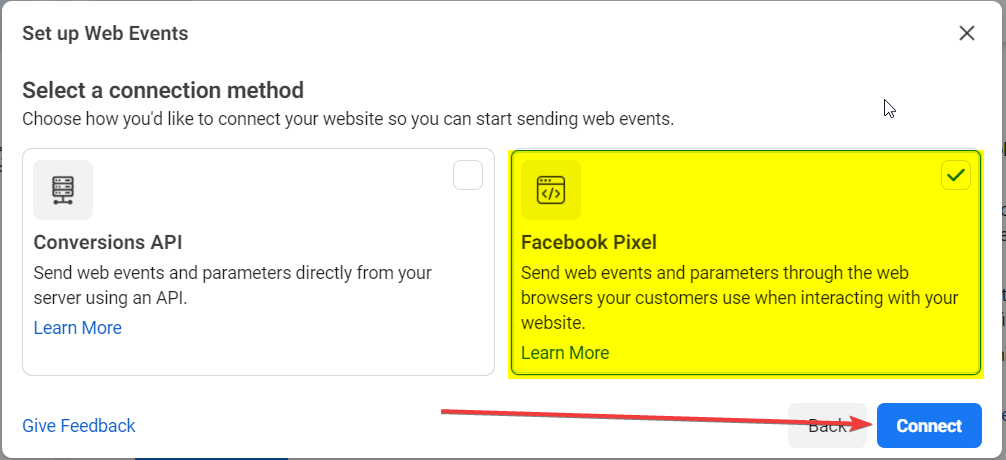 Set up Web Events
Select a connection method
Choose how you'd like to connect your website so you can start sending web events.
Conversions API
Send web events and parameters directly from your
server using an API.
Learn More
Facebook Pixel
Send web events and parameters through the web
browsers your customers use when interacting with your
website.
Learn More
Give Feedback
Back
Connect